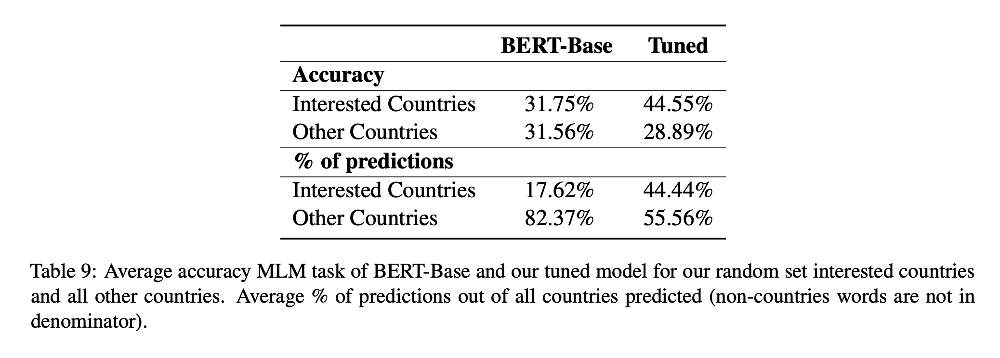 BERT-Base Tuned
Accuracy
Interested Countries 31.75% 44.55%
Other Countries 31.56% 28.89%
% of predictions
Interested Countries 17.62% 44.44%
Other Countries 82.37% 55.56%
Table 9: Average accuracy MLM task of BERT-Base and our tuned model for our random set interested countries
and all other countries. Average % of predictions out of all countries predicted (non-countries words are not in
denominator).